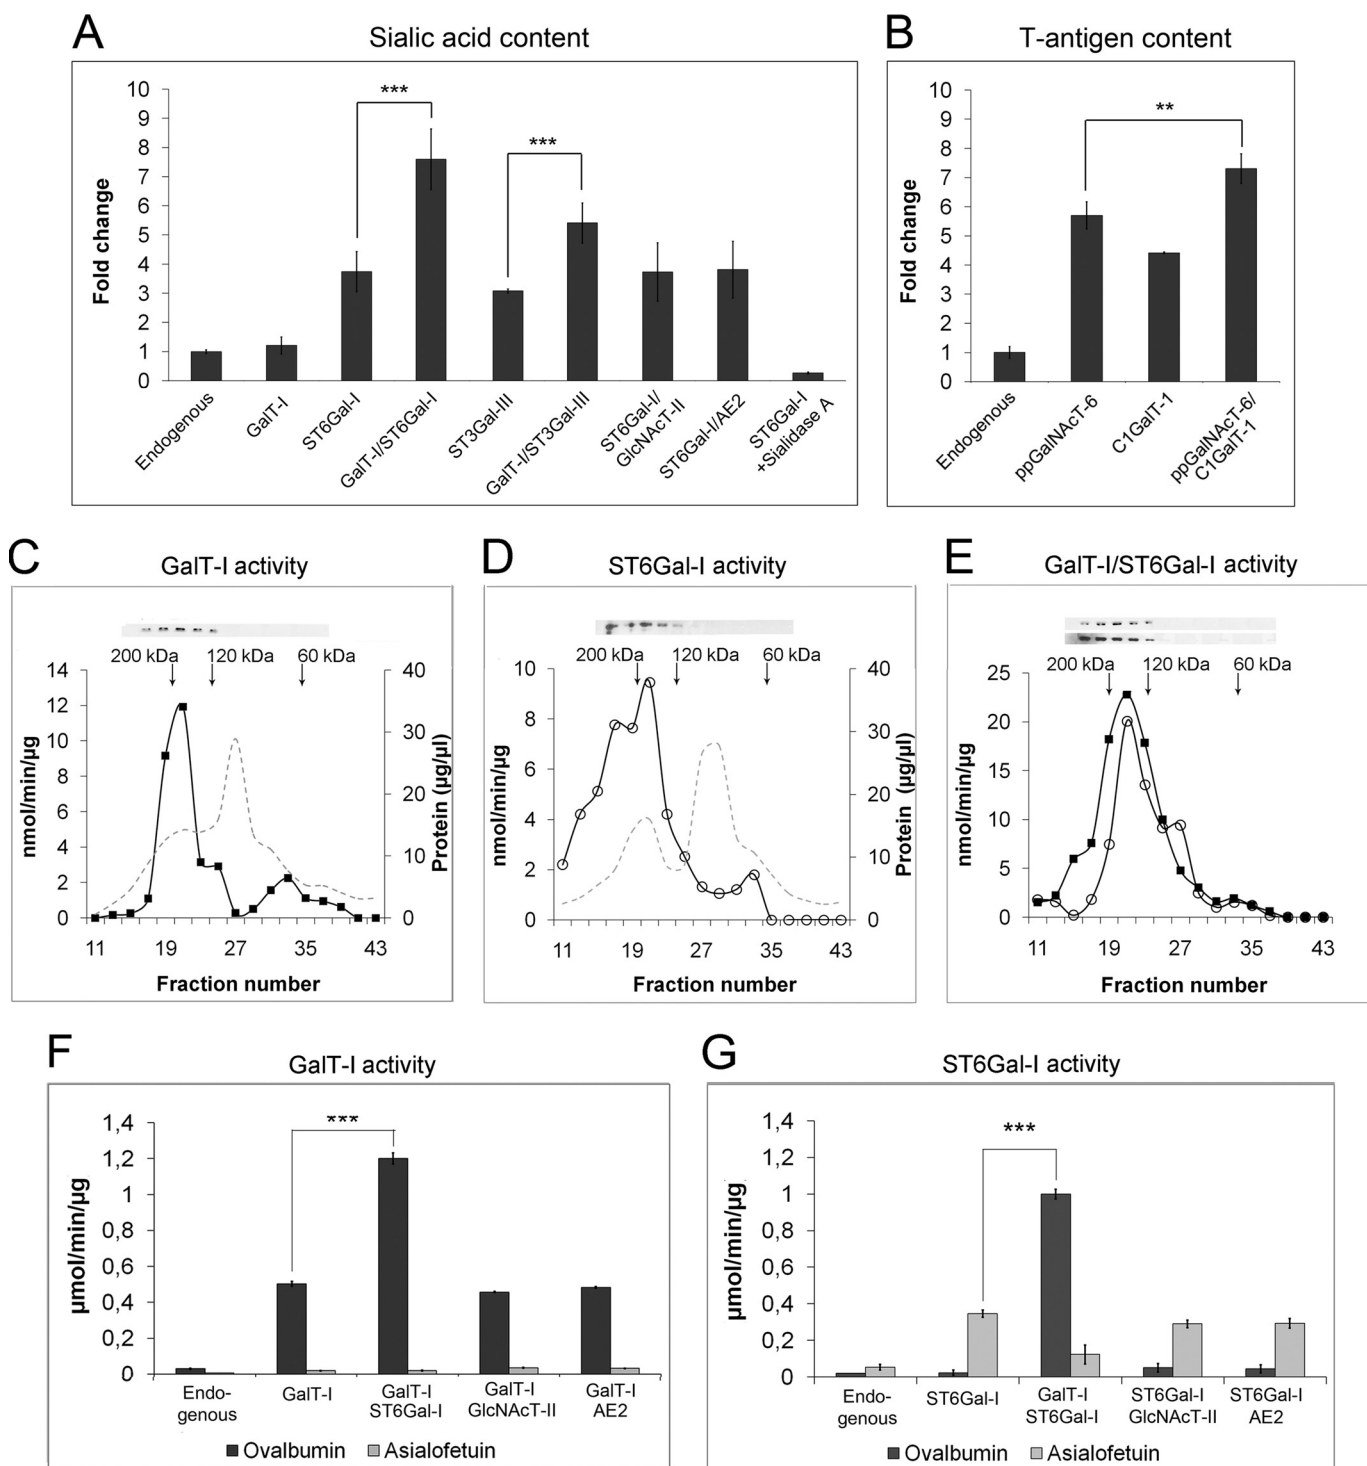 A
Sialic acid content
Fold change
10
9
8
7
6
5
4
3
2
1
0
***
***
Endogenous
GalT-I
ST6Gal-I
GalT-I/ST6Gal-I
ST3Gal-III
GalT-I/ST3Gal-III
ST6Gal-I/
GlcNAcT-II
ST6Gal-I/AE2
ST6Gal-I
+Sialidase A
B
T-antigen content
Fold change
10
9
8
7
6
5
4
3
2
1
0
**
Endogenous
ppGalNAcT-6
C1GalT-1
ppGalNAcT-6/
C1GalT-1
C
GalT-I activity
200 kDa
120 kDa
60 kDa
nmol/min/µg
14
12
10
8
6
4
2
0
40
30
20
10
0
Protein (µg/µl)
11 19 27 35 43
Fraction number
D
ST6Gal-I activity
200 kDa
120 kDa
60 kDa
nmol/min/µg
10
8
6
4
2
0
40
30
20
10
0
Protein (µg/µl)
11 19 27 35 43
Fraction number
E
GalT-I/ST6Gal-I activity
200 kDa
120 kDa
60 kDa
nmol/min/µg
25
20
15
10
5
0
11 19 27 35 43
Fraction number
F
GalT-I activity
µmol/min/µg
1,4
1,2
1
0,8
0,6
0,4
0,2
0
***
Endo-
genous
GalT-I
GalT-I
ST6Gal-I
GalT-I
GlcNAcT-II
GalT-I
AE2
Ovalbumin
Asialofetuin
G
ST6Gal-I activity
µmol/min/µg
1,4
1,2
1
0,8
0,6
0,4
0,2
0
***
Endo-
genous
ST6Gal-I
GalT-I
ST6Gal-I
ST6Gal-I
GlcNAcT-II
ST6Gal-I
AE2
Ovalbumin
Asialofetuin